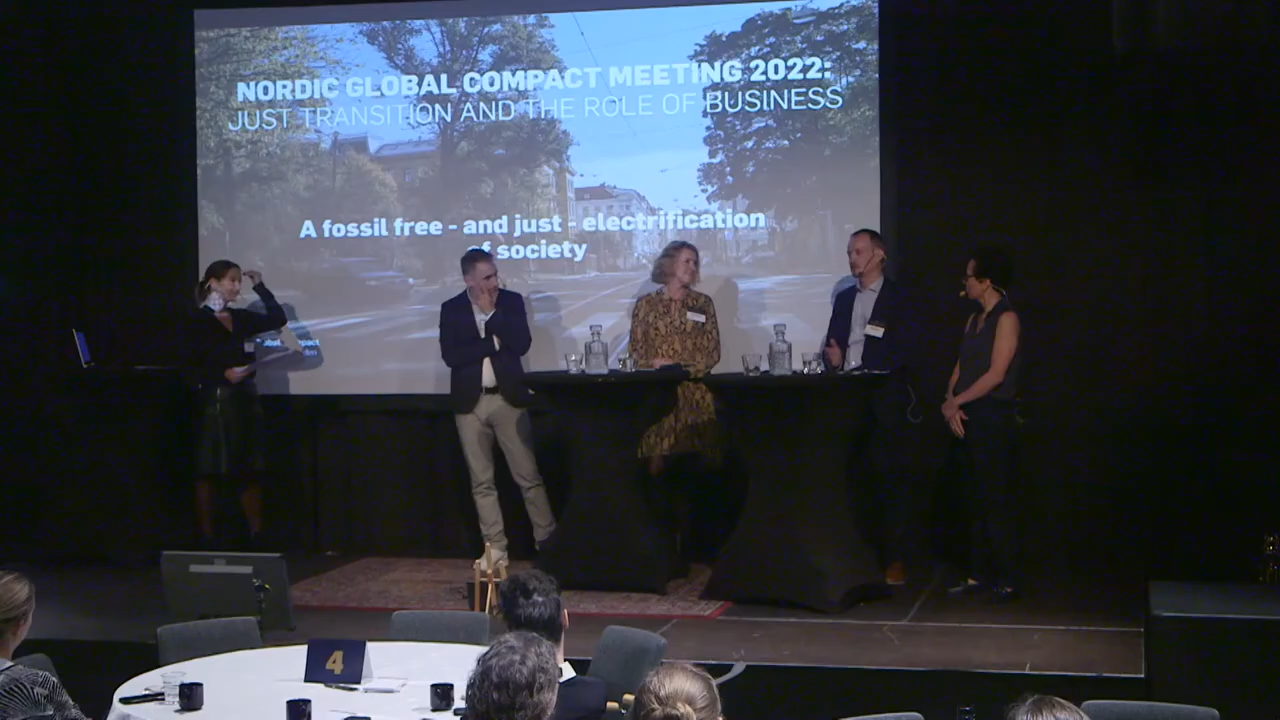 NORDIC GLOBAL COMPACT MEETING 2022:
JUST TRANSITION AND THE ROLE OF BUSINESS
A fossil free - and just - electrification
of society
4